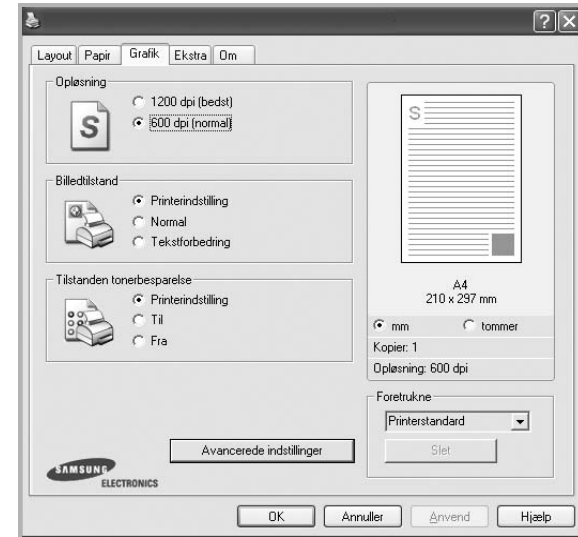 Layout Papir Grafik Ekstra Om
Opløsning
S
1200 dpi (bedst)
600 dpi (normal)
Billedtilstand
Printerindstilling
Normal
Tekstforbedring
Tilstanden tonerbesparelse
Printerindstilling
Til
Fra
SAMSUNG
ELECTRONICS
Avancerede indstillinger
S
A4
210 x 297 mm
mm tommer
Kopier: 1
Opløsning: 600 dpi
Foretrukne
Printerstandard
Slet
OK Annuller Anvend Hjælp